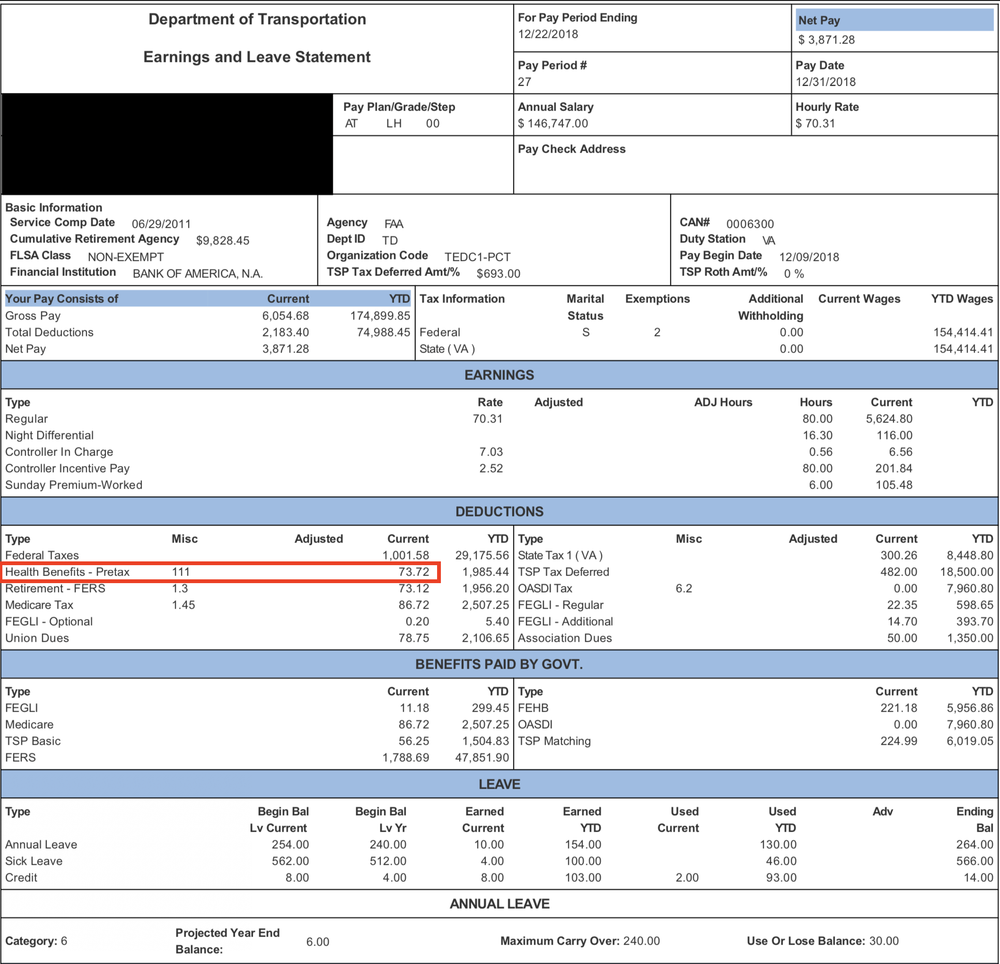 Department of Transportation
Earnings and Leave Statement
For Pay Period Ending
12/22/2018
Net Pay
$ 3,871.28
Pay Period #
27
Pay Date
12/31/2018
Pay Plan/Grade/Step
AT LH 00
Annual Salary
$ 146,747.00
Hourly Rate
$ 70.31
Pay Check Address
Basic Information
Service Comp Date 06/29/2011
Cumulative Retirement Agency $9,828.45
FLSA Class NON-EXEMPT
Financial Institution BANK OF AMERICA, N.A.
Agency FAA
Dept ID TD
Organization Code TEDC1-PCT
TSP Tax Deferred Amt/% $693.00
CAN# 0006300
Duty Station VA
Pay Begin Date 12/09/2018
TSP Roth Amt/% 0 %
Your Pay Consists of Current YTD
Gross Pay 6,054.68 174,899.85
Total Deductions 2,183.40 74,988.45
Net Pay 3,871.28
Tax Information Marital Status Exemptions Additional Withholding Current Wages YTD Wages
Federal S 2 0.00 154,414.41
State ( VA ) 0.00 154,414.41
EARNINGS
Type Rate Adjusted ADJ Hours Hours Current YTD
Regular 70.31 80.00 5,624.80
Night Differential 16.30 116.00
Controller In Charge 7.03 0.56 6.56
Controller Incentive Pay 2.52 80.00 201.84
Sunday Premium-Worked 6.00 105.48
DEDUCTIONS
Type Misc Adjusted Current YTD
Federal Taxes 1,001.58 29,175.56
Health Benefits - Pretax 111 73.72 1,985.44
Retirement - FERS 1.3 73.12 1,956.20
Medicare Tax 1.45 86.72 2,507.25
FEGLI - Optional 0.20 5.40
Union Dues 78.75 2,106.65
Type Misc Adjusted Current YTD
State Tax 1 ( VA ) 300.26 8,448.80
TSP Tax Deferred 482.00 18,500.00
OASDI Tax 6.2 0.00 7,960.80
FEGLI - Regular 22.35 598.65
FEGLI - Additional 14.70 393.70
Association Dues 50.00 1,350.00
BENEFITS PAID BY GOVT.
Type Current YTD
FEGLI 11.18 299.45
Medicare 86.72 2,507.25
TSP Basic 56.25 1,504.83
FERS 1,788.69 47,851.90
Type Current YTD
FEHB 221.18 5,956.86
OASDI 0.00 7,960.80
TSP Matching 224.99 6,019.05
LEAVE
Type Begin Bal Lv Current Begin Bal Lv Yr Earned Current Earned YTD Used Current Used YTD Adv Ending Bal
Annual Leave 254.00 240.00 10.00 154.00 130.00 264.00
Sick Leave 562.00 512.00 4.00 100.00 46.00 566.00
Credit 8.00 4.00 8.00 103.00 2.00 93.00 14.00
ANNUAL LEAVE
Category: 6
Projected Year End Balance: 6.00
Maximum Carry Over: 240.00
Use Or Lose Balance: 30.00